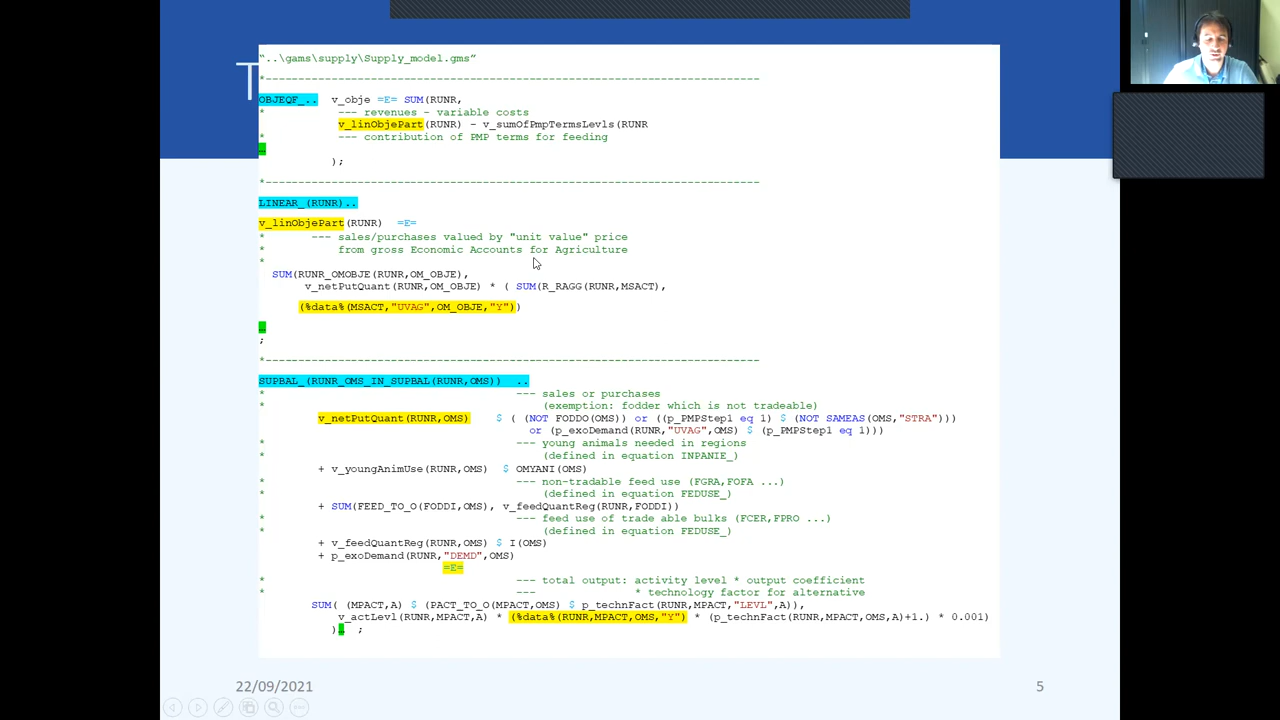 T
"..\gams\supply\Supply_model.gms"
*----------------------------------------------------------------------------
OBJEQF_.. v_obje =E= SUM(RUNR,
* --- revenues - variable costs
v_linObjePart(RUNR) - v_sumOfPmpTermsLevls(RUNR
* --- contribution of PMP terms for feeding
…
);
*----------------------------------------------------------------------------
LINEAR_(RUNR)..
v_linObjePart(RUNR) =E=
* --- sales/purchases valued by "unit value" price
* from gross Economic Accounts for Agriculture
*
SUM(RUNR_OMOBJE(RUNR,OM_OBJE),
v_netPutQuant(RUNR,OM_OBJE) * ( SUM(R_RAGG(RUNR,MSACT),
(%data%(MSACT,"UVAG",OM_OBJE,"Y"))
…
;
*----------------------------------------------------------------------------
SUPBAL_(RUNR_OMS_IN_SUPBAL(RUNR,OMS)) ..
* --- sales or purchases
* (exemption: fodder which is not tradeable)
v_netPutQuant(RUNR,OMS) $ ( (NOT FODDO(OMS)) or ((p_PMPStep1 eq 1) $ (NOT SAMEAS(OMS,"STRA")))
or (p_exoDemand(RUNR,"UVAG",OMS) $ (p_PMPStep1 eq 1)))
* --- young animals needed in regions
* (defined in equation INPANIE_)
+ v_youngAnimUse(RUNR,OMS) $ OMYANI(OMS)
* --- non-tradable feed use (FGRA, FOFA ...)
* (defined in equation FEDUSE_)
+ SUM(FEED_TO_O(FODDI,OMS), v_feedQuantReg(RUNR,FODDI))
* --- feed use of trade able bulks (FCER,FPRO ...)
* (defined in equation FEDUSE_)
+ v_feedQuantReg(RUNR,OMS) $ I(OMS)
+ p_exoDemand(RUNR,"DEMD",OMS)
=E=
* --- total output: activity level * output coefficient
* --- * technology factor for alternative
SUM( (MPACT,A) $ (PACT_TO_O(MPACT,OMS) $ p_technFact(RUNR,MPACT,"LEVL",A)),
v_actLevl(RUNR,MPACT,A) * (%data%(RUNR,MPACT,OMS,"Y") * (p_technFact(RUNR,MPACT,OMS,A)+1.) * 0.001)
)… ;
22/09/2021
5